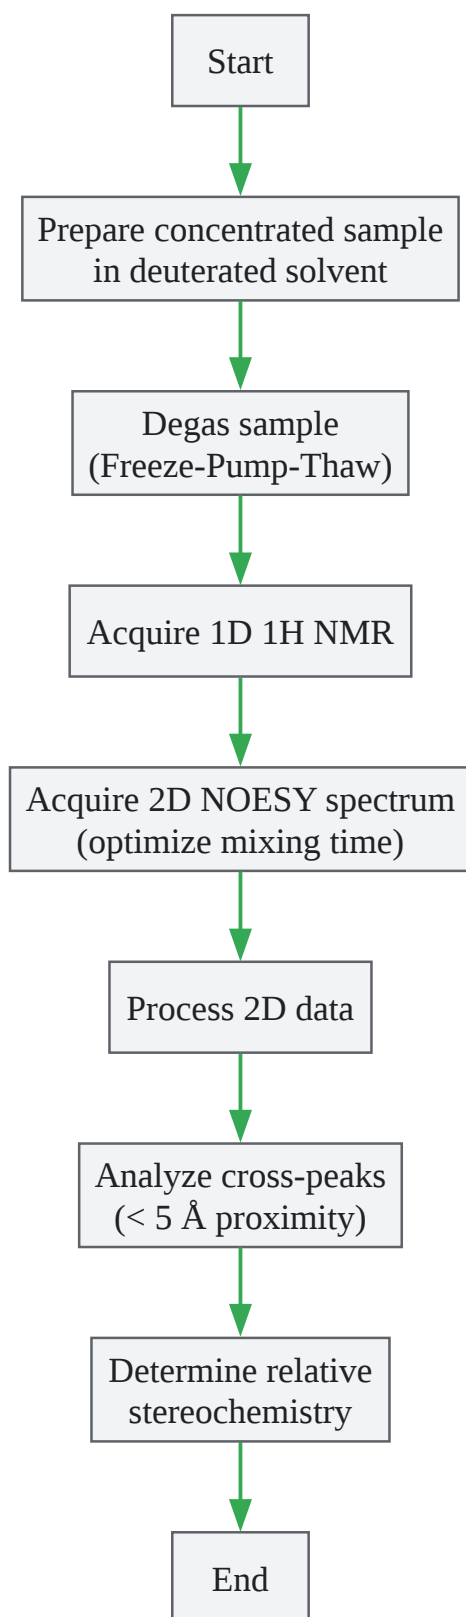 Start
Prepare concentrated sample
in deuterated solvent
Degas sample
(Freeze-Pump-Thaw)
Acquire 1D 1H NMR
Acquire 2D NOESY spectrum
(optimize mixing time)
Process 2D data
Analyze cross-peaks
(< 5 Å proximity)
Determine relative
stereochemistry
End